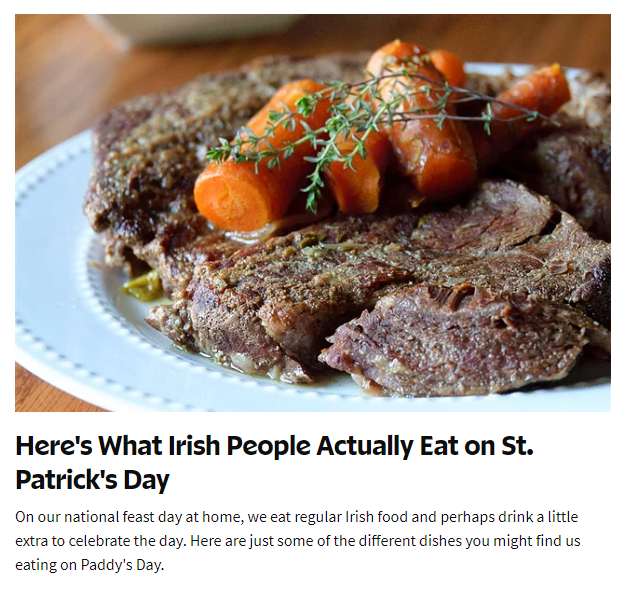 Here's What Irish People Actually Eat on St.
Patrick's Day
On our national feast day at home, we eat regular Irish food and perhaps drink a little
extra to celebrate the day. Here are just some of the different dishes you might find us
eating on Paddy's Day.